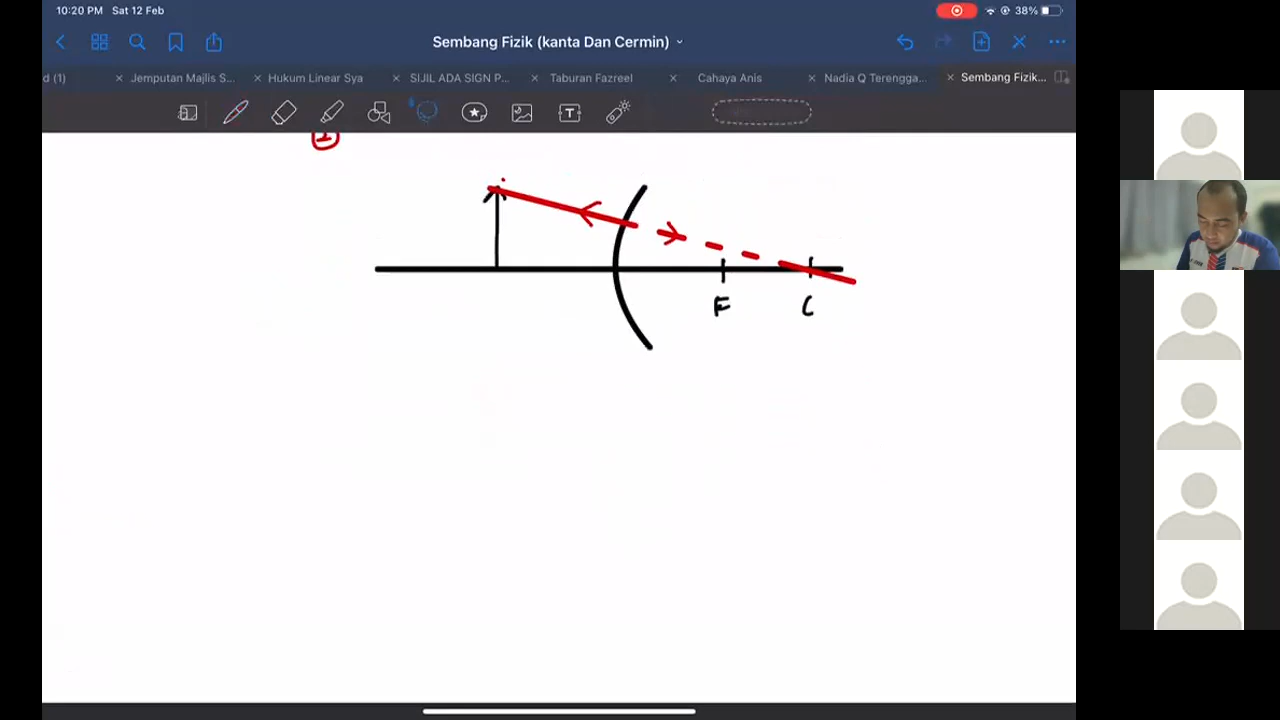 10:20 PM Sat 12 Feb 38%
Sembang Fizik (kanta Dan Cermin)
d (1) Jemputan Majlis S... Hukum Linear Sya SIJIL ADA SIGN P... Taburan Fazreel Cahaya Anis Nadia Q Terengga... Sembang Fizik...
T
F C